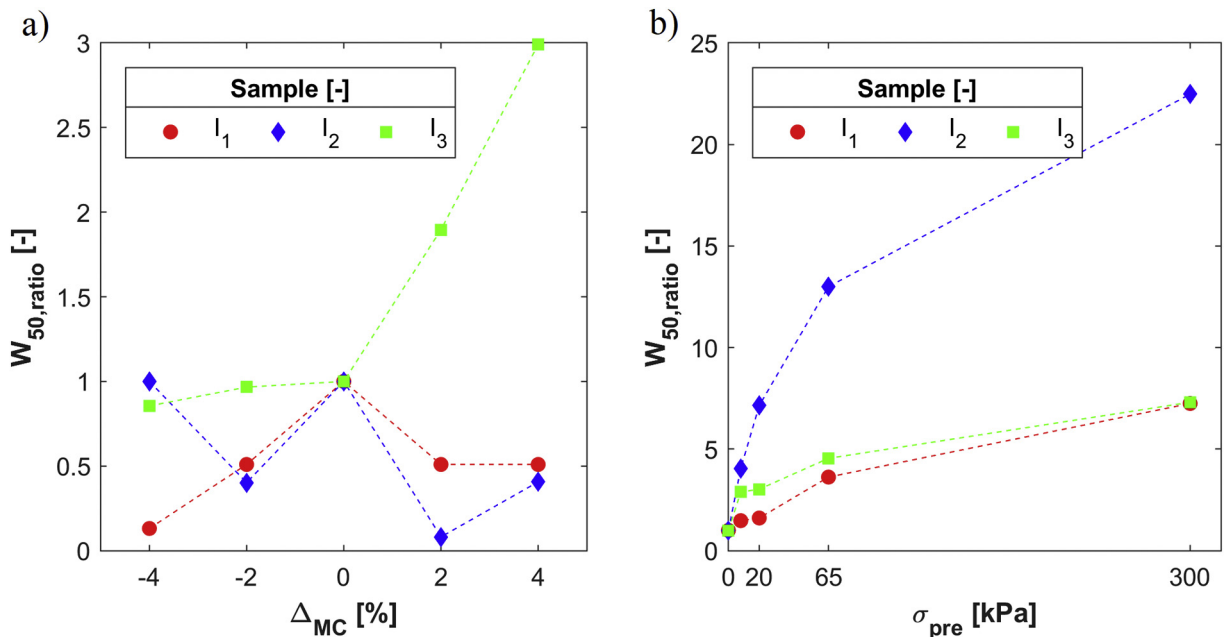 a)
3
2.5
2
1.5
1
0.5
0
W50,ratio [-]
Sample [-]
I1 I2 I3
-4 -2 0 2 4
ΔMC [%]
b)
25
20
15
10
5
0
W50,ratio [-]
Sample [-]
I1 I2 I3
0 20 65 300
σpre [kPa]